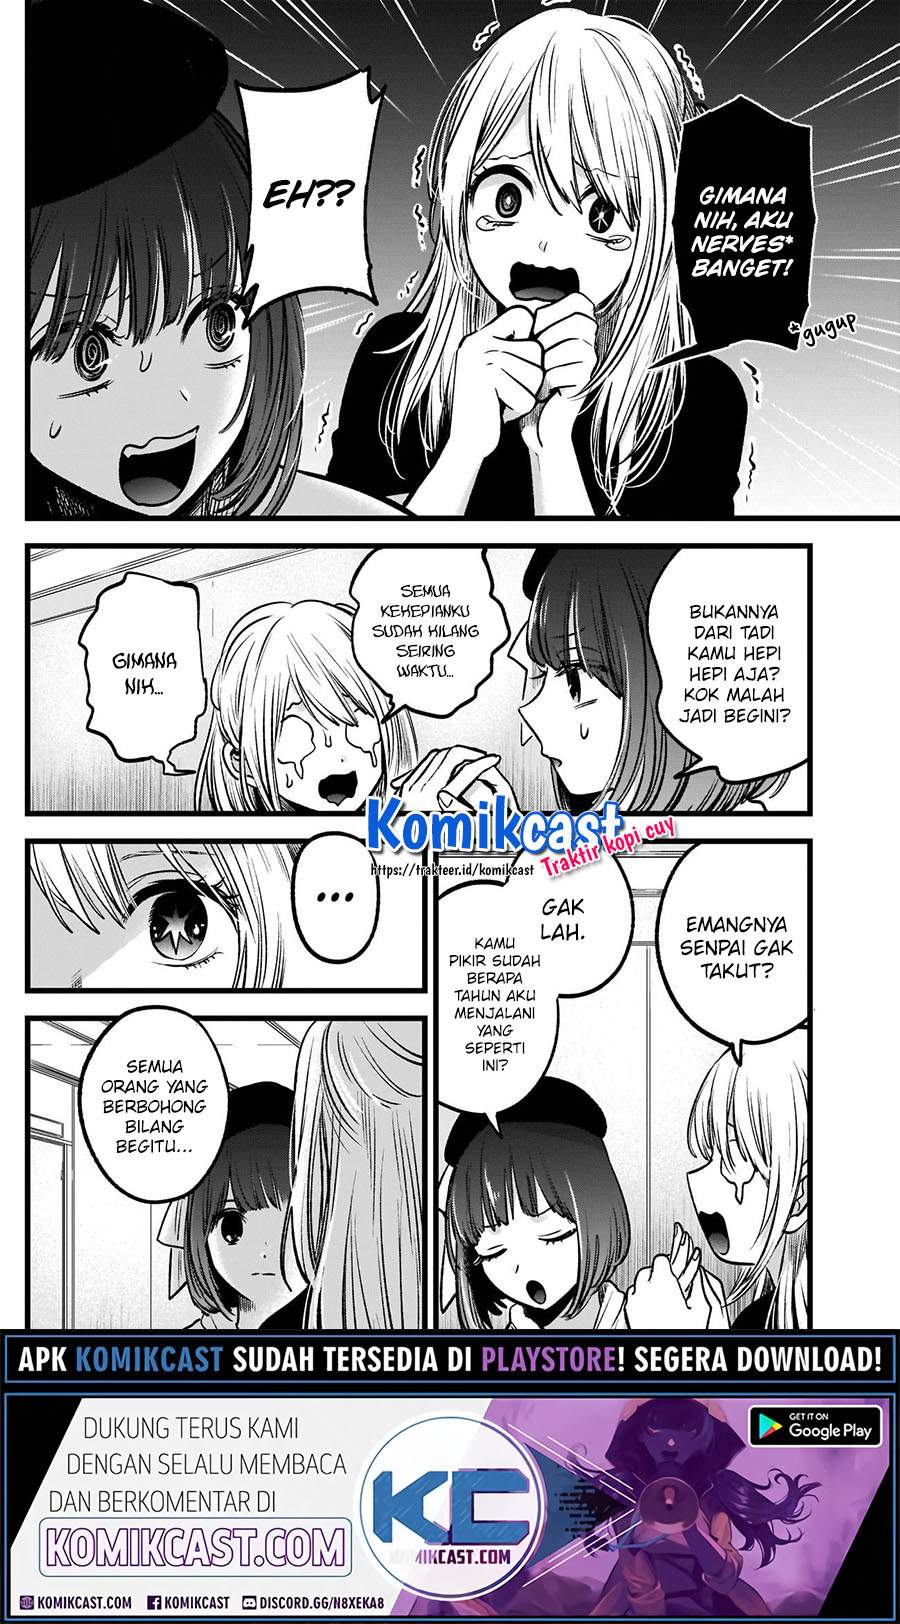 GIMANA
NIH, AKU
NERVES*
BANGET!
*gugup
EH??
BUKANNYA
DARI TADI
KAMU HEPI
HEPI AJA?
KOK MALAH
JADI BEGINI?
SEMUA
KEHEPIANKU
SUDAH HILANG
SEIRING
WAKTU...
GIMANA
NIH...
Komikcast
Traktir kopi cuy
https://trakteer.id/komikcast
EMANGNYA
SENPAI GAK
TAKUT?
GAK
LAH.
KAMU
PIKIR SUDAH
BERAPA
TAHUN AKU
MENJALANI
YANG
SEPERTI
INI?
...
SEMUA
ORANG YANG
BERBOHONG
BILANG
BEGITU...
APK KOMIKCAST SUDAH TERSEDIA DI PLAYSTORE! SEGERA DOWNLOAD!
DUKUNG TERUS KAMI
DENGAN SELALU MEMBACA
DAN BERKOMENTAR DI
KOMIKCAST.COM
KOMIKCAST.COM
KOMIKCAST
DISCORD.GG/N8XEKA8
KC
KOMIKCAST.COM
GET IT ON
Google Play